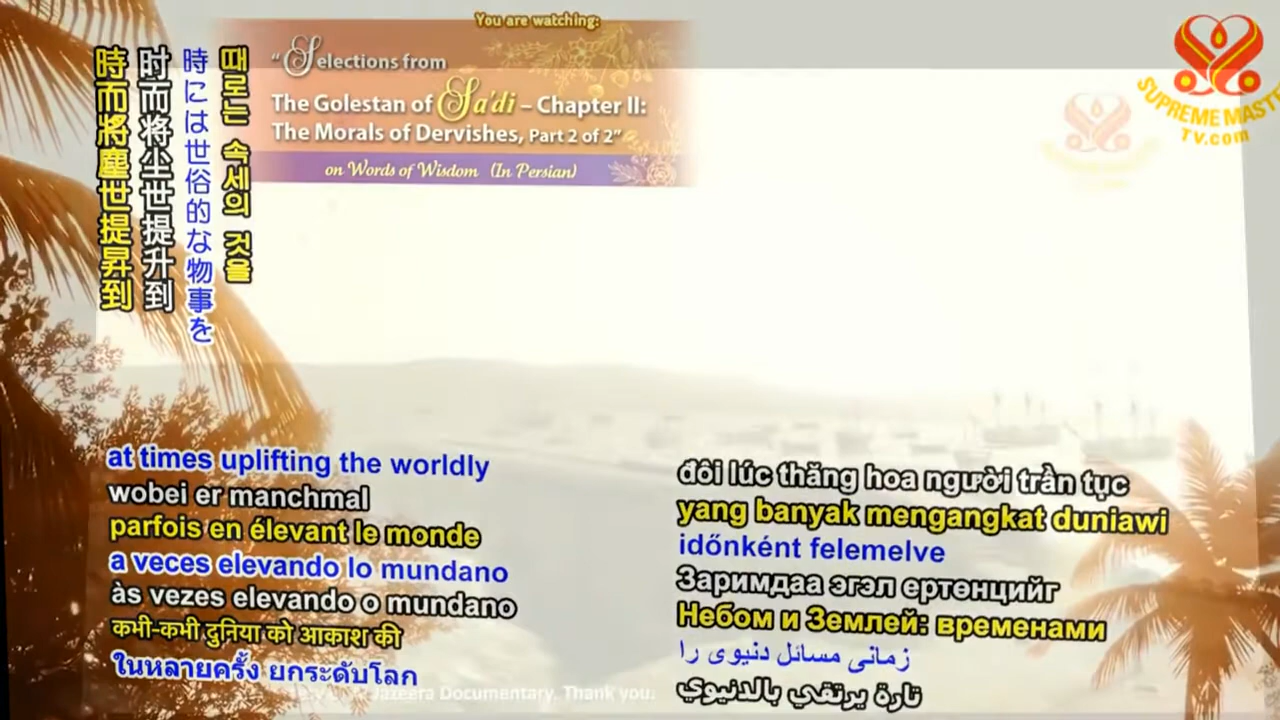 You are watching:
“Selections from
The Golestan of Sa'di – Chapter II:
The Morals of Dervishes, Part 2 of 2”
on Words of Wisdom (In Persian)
SUPREME MASTE
TV.com
때로는 속세의 것을
時には世俗的な物事を
时而将尘世提升到
時而將塵世提昇到
at times uplifting the worldly
wobei er manchmal
parfois en élevant le monde
a veces elevando lo mundano
às vezes elevando o mundano
कभी-कभी दुनिया को आकाश की
ในหลายครั้ง ยกระดับโลก
Jazeera Documentary. Thank you.
đôi lúc thăng hoa người trần tục
yang banyak mengangkat duniawi
időnként felemelve
Заримдаа эгэл ертөнцийг
Небом и Землей: временами
زمانی مسائل دنیوی را
تارة يرتقي بالدنيوي